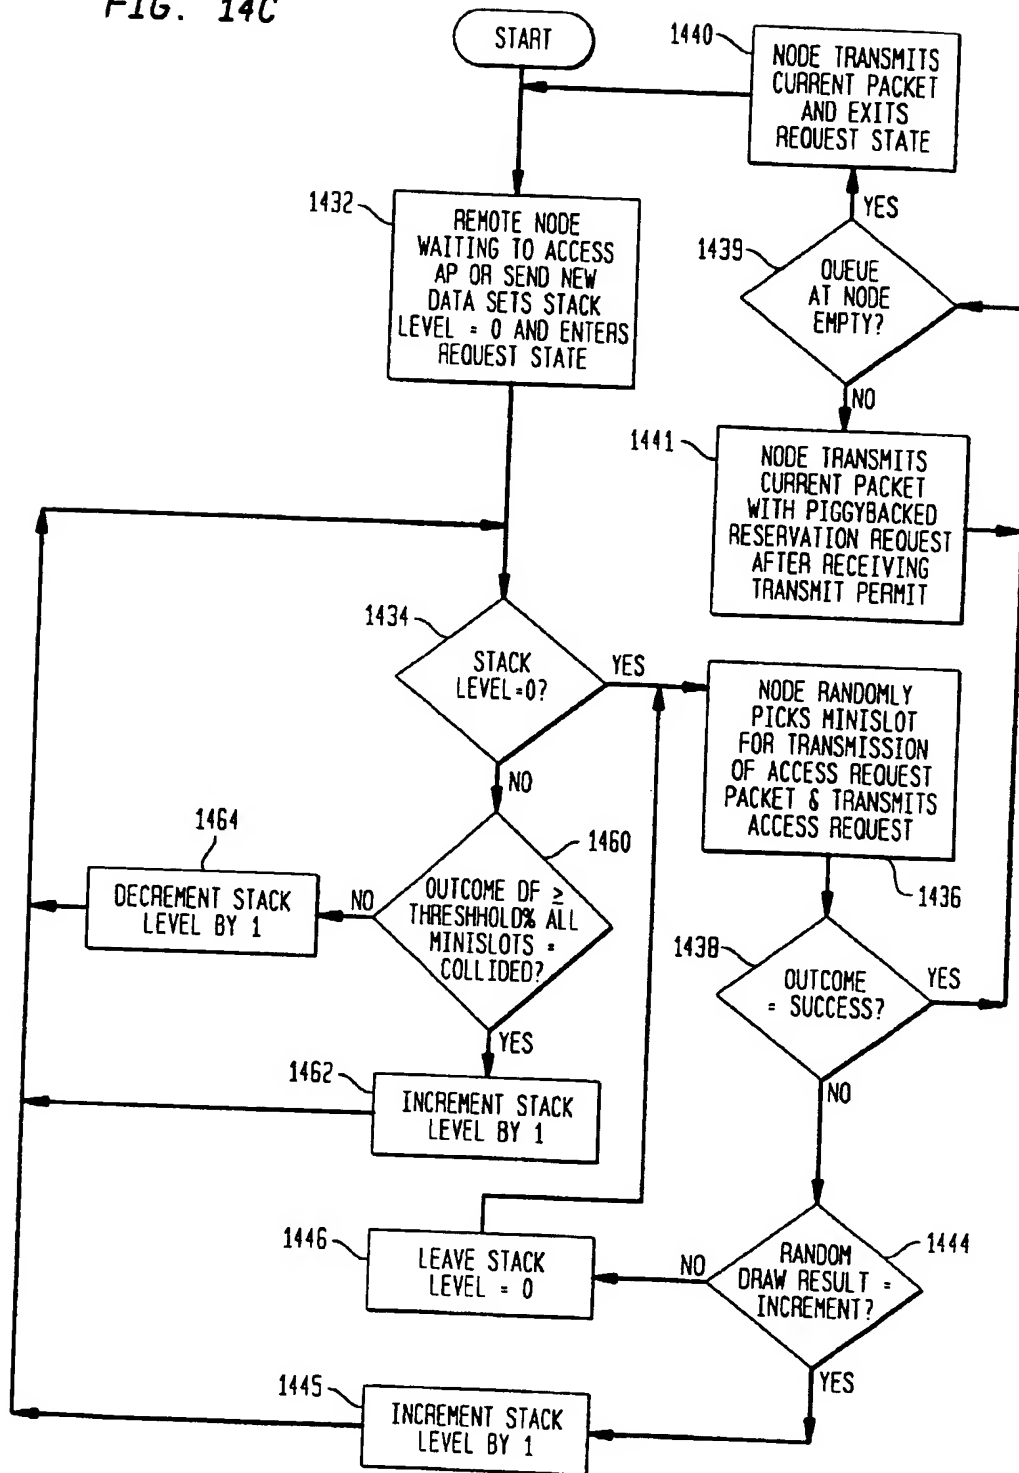 FIG. 14C
START
1440
NODE TRANSMITS
CURRENT PACKET
AND EXITS
REQUEST STATE
1432
REMOTE NODE
WAITING TO ACCESS
AP OR SEND NEW
DATA SETS STACK
LEVEL = 0 AND ENTERS
REQUEST STATE
YES
1439
QUEUE
AT NODE
EMPTY?
NO
1441
NODE TRANSMITS
CURRENT PACKET
WITH PIGGYBACKED
RESERVATION REQUEST
AFTER RECEIVING
TRANSMIT PERMIT
1434
STACK
LEVEL=0?
YES
NO
NODE RANDOMLY
PICKS MINISLOT
FOR TRANSMISSION
OF ACCESS REQUEST
PACKET & TRANSMITS
ACCESS REQUEST
1436
1464
DECREMENT STACK
LEVEL BY 1
NO
1460
OUTCOME OF ≥
THRESHHOLD% ALL
MINISLOTS =
COLLIDED?
YES
1438
OUTCOME
= SUCCESS?
YES
NO
1462
INCREMENT STACK
LEVEL BY 1
1446
LEAVE STACK
LEVEL = 0
NO
1444
RANDOM
DRAW RESULT =
INCREMENT?
YES
1445
INCREMENT STACK
LEVEL BY 1